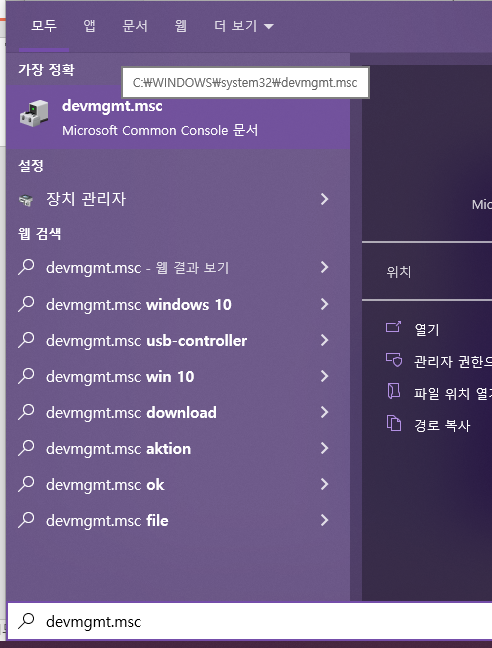 모두 앱 문서 웹 더 보기
가장 정확
C:₩WINDOWS₩system32₩devmgmt.msc
devmgmt.msc
Microsoft Common Console 문서
설정
장치 관리자
웹 검색
devmgmt.msc - 웹 결과 보기
devmgmt.msc windows 10
devmgmt.msc usb-controller
devmgmt.msc win 10
devmgmt.msc download
devmgmt.msc aktion
devmgmt.msc ok
devmgmt.msc file
Mic
위치
열기
관리자 권한으
파일 위치 열기
경로 복사
devmgmt.msc